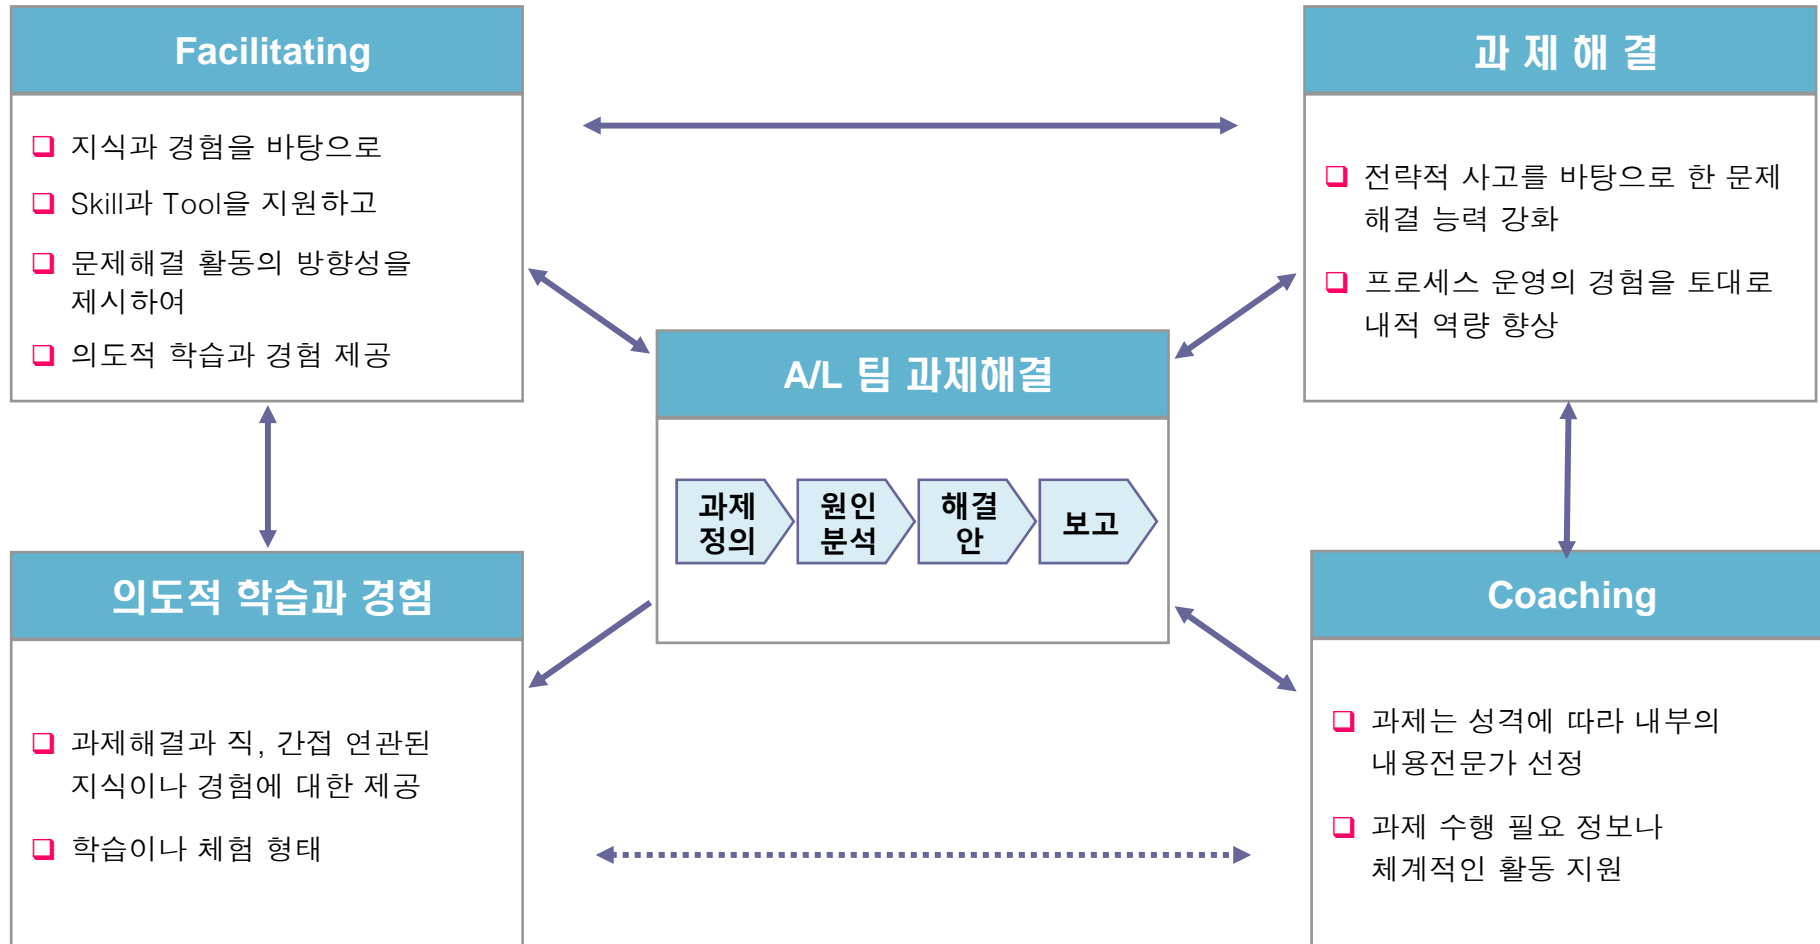 Facilitating
지식과 경험을 바탕으로
Skill과 Tool을 지원하고
문제해결 활동의 방향성을
제시하여
의도적 학습과 경험 제공
과 제 해 결
전략적 사고를 바탕으로 한 문제
해결 능력 강화
프로세스 운영의 경험을 토대로
내적 역량 향상
A/L 팀 과제해결
과제
정의
원인
분석
해결
안
보고
의도적 학습과 경험
과제해결과 직, 간접 연관된
지식이나 경험에 대한 제공
학습이나 체험 형태
Coaching
과제는 성격에 따라 내부의
내용전문가 선정
과제 수행 필요 정보나
체계적인 활동 지원